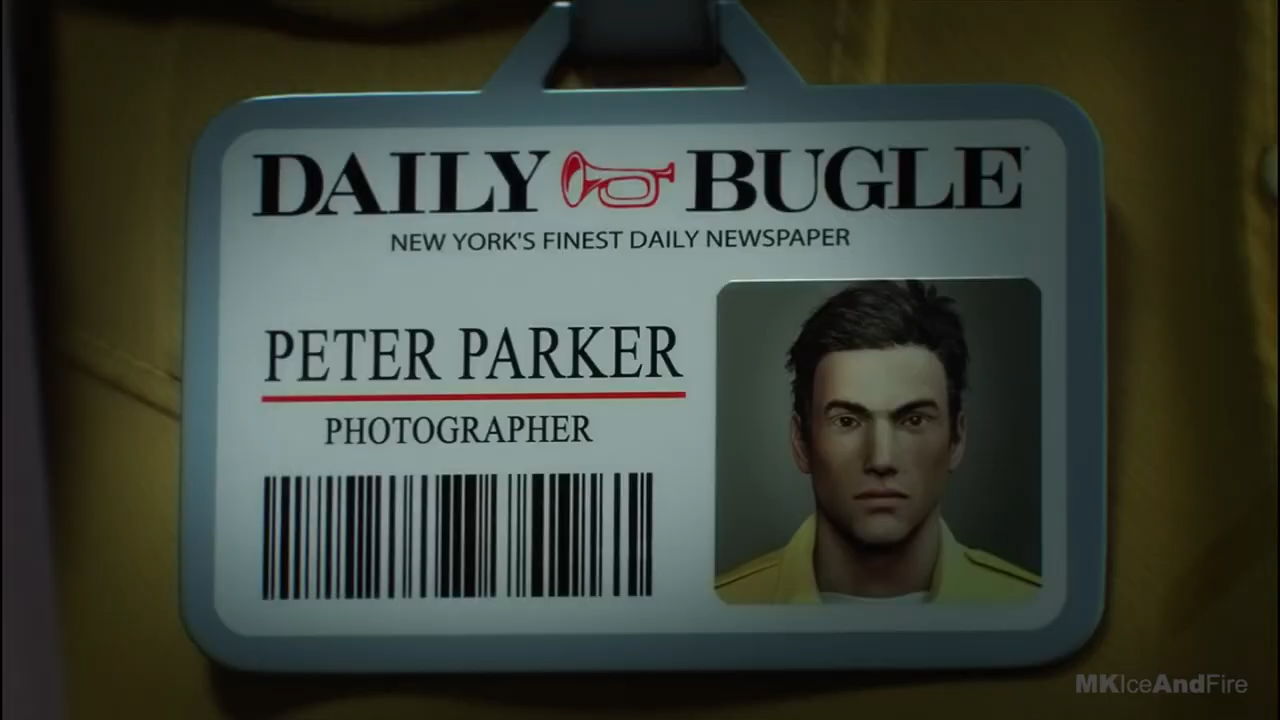 DAILY BUGLE
NEW YORK'S FINEST DAILY NEWSPAPER
PETER PARKER
PHOTOGRAPHER
MKIceAndFire